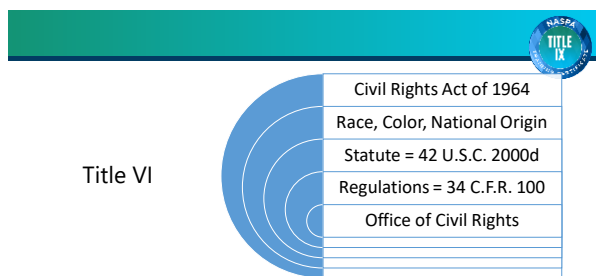 NASPA
TITLE
IX
Civil Rights Act of 1964
Race, Color, National Origin
Statute = 42 U.S.C. 2000d
Title VI
Regulations = 34 C.F.R. 100
Office of Civil Rights